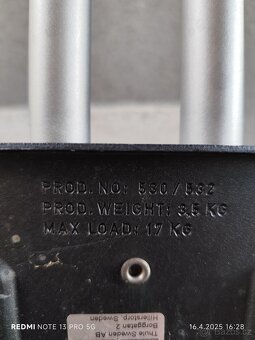 PROD. NO: 530/532
PROD. WEIGHT: 3,5 KG
MAX LOAD: 17 KG
Thule Sweden AB
Borggatan 2
Hillerstorp, Sweden
REDMI NOTE 13 PRO 5G
16.4.2025 16:28